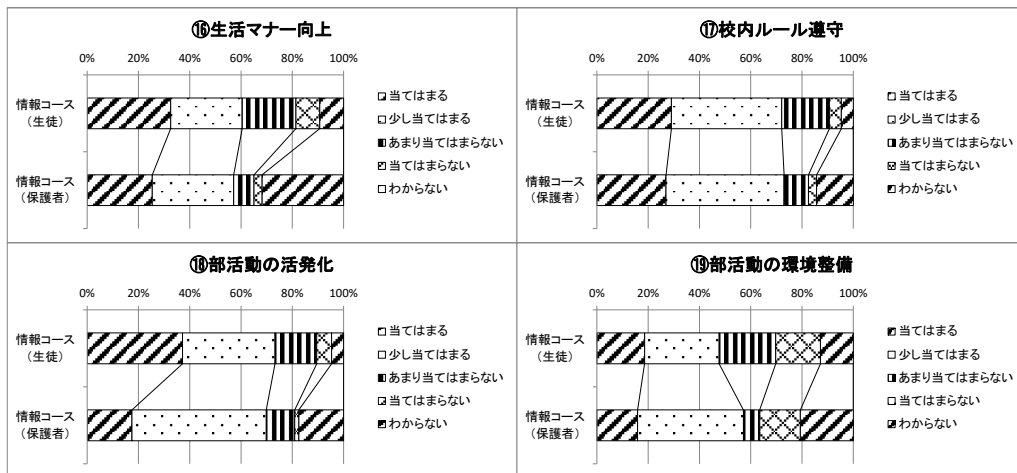 ⑯生活マナー向上
0% 20% 40% 60% 80% 100%
情報コース
（生徒）
情報コース
（保護者）
当てはまる
少し当てはまる
あまり当てはまらない
当てはまらない
わからない
⑰校内ルール遵守
0% 20% 40% 60% 80% 100%
情報コース
（生徒）
情報コース
（保護者）
当てはまる
少し当てはまる
あまり当てはまらない
当てはまらない
わからない
⑱部活動の活発化
0% 20% 40% 60% 80% 100%
情報コース
（生徒）
情報コース
（保護者）
当てはまる
少し当てはまる
あまり当てはまらない
当てはまらない
わからない
⑲部活動の環境整備
0% 20% 40% 60% 80% 100%
情報コース
（生徒）
情報コース
（保護者）
当てはまる
少し当てはまる
あまり当てはまらない
当てはまらない
わからない